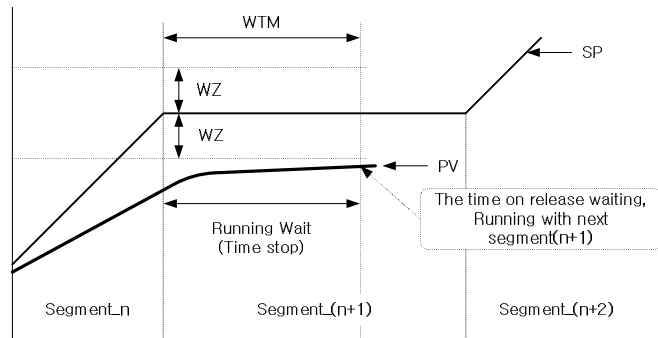 WTM
SP
WZ
WZ
PV
The time on release waiting,
Running with next
segment(n+1)
Running Wait
(Time stop)
Segment_n
Segment_(n+1)
Segment_(n+2)